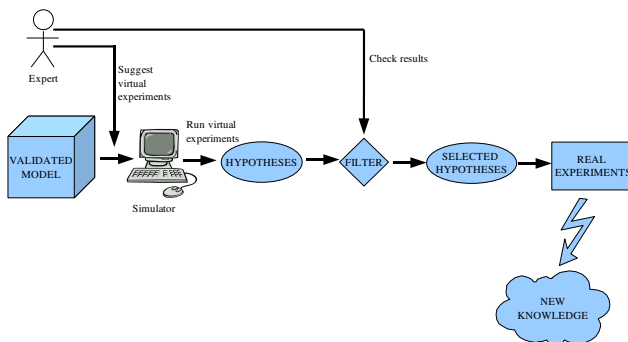 Expert
Suggest
virtual
experiments
Check results
VALIDATED
MODEL
Simulator
Run virtual
experiments
HYPOTHESES
FILTER
SELECTED
HYPOTHESES
REAL
EXPERIMENTS
NEW
KNOWLEDGE